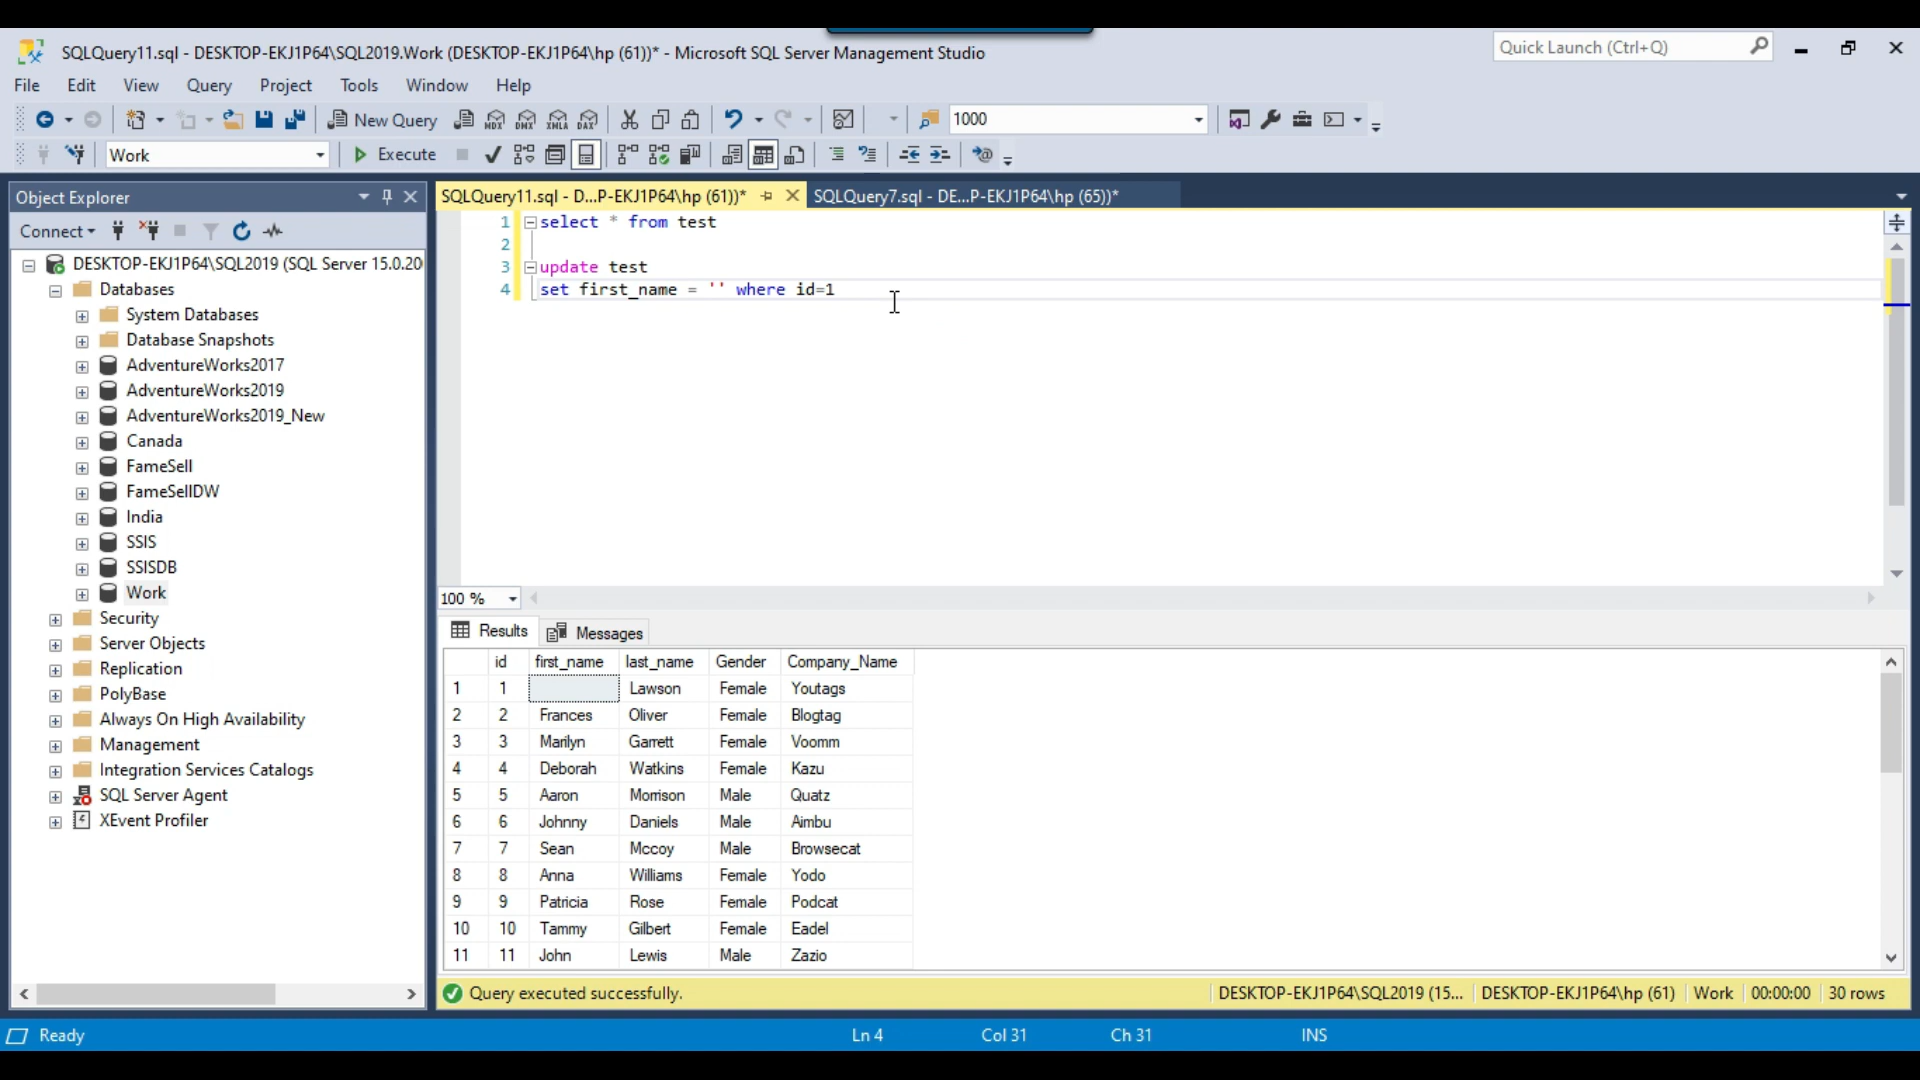 SQLQuery11.sql - DESKTOP-EKJ1P64\SQL2019.Work (DESKTOP-EKJ1P64\hp (61))* - Microsoft SQL Server Management Studio
Quick Launch (Ctrl+Q)
File Edit View Query Project Tools Window Help
New Query MDX DMX XMLA DAX 1000
Work Execute
Object Explorer
Connect
DESKTOP-EKJ1P64\SQL2019 (SQL Server 15.0.20
Databases
System Databases
Database Snapshots
AdventureWorks2017
AdventureWorks2019
AdventureWorks2019_New
Canada
FameSell
FameSellDW
India
SSIS
SSISDB
Work
Security
Server Objects
Replication
PolyBase
Always On High Availability
Management
Integration Services Catalogs
SQL Server Agent
XEvent Profiler
SQLQuery11.sql - D...P-EKJ1P64\hp (61))* SQLQuery7.sql - DE...P-EKJ1P64\hp (65))*
1 select * from test
2
3 update test
4 set first_name = '' where id=1
100 %
Results Messages
id first_name last_name Gender Company_Name
1 1 Lawson Female Youtags
2 2 Frances Oliver Female Blogtag
3 3 Marilyn Garrett Female Voomm
4 4 Deborah Watkins Female Kazu
5 5 Aaron Morrison Male Quatz
6 6 Johnny Daniels Male Aimbu
7 7 Sean Mccoy Male Browsecat
8 8 Anna Williams Female Yodo
9 9 Patricia Rose Female Podcat
10 10 Tammy Gilbert Female Eadel
11 11 John Lewis Male Zazio
Query executed successfully. DESKTOP-EKJ1P64\SQL2019 (15... DESKTOP-EKJ1P64\hp (61) Work 00:00:00 30 rows
Ready Ln 4 Col 31 Ch 31 INS